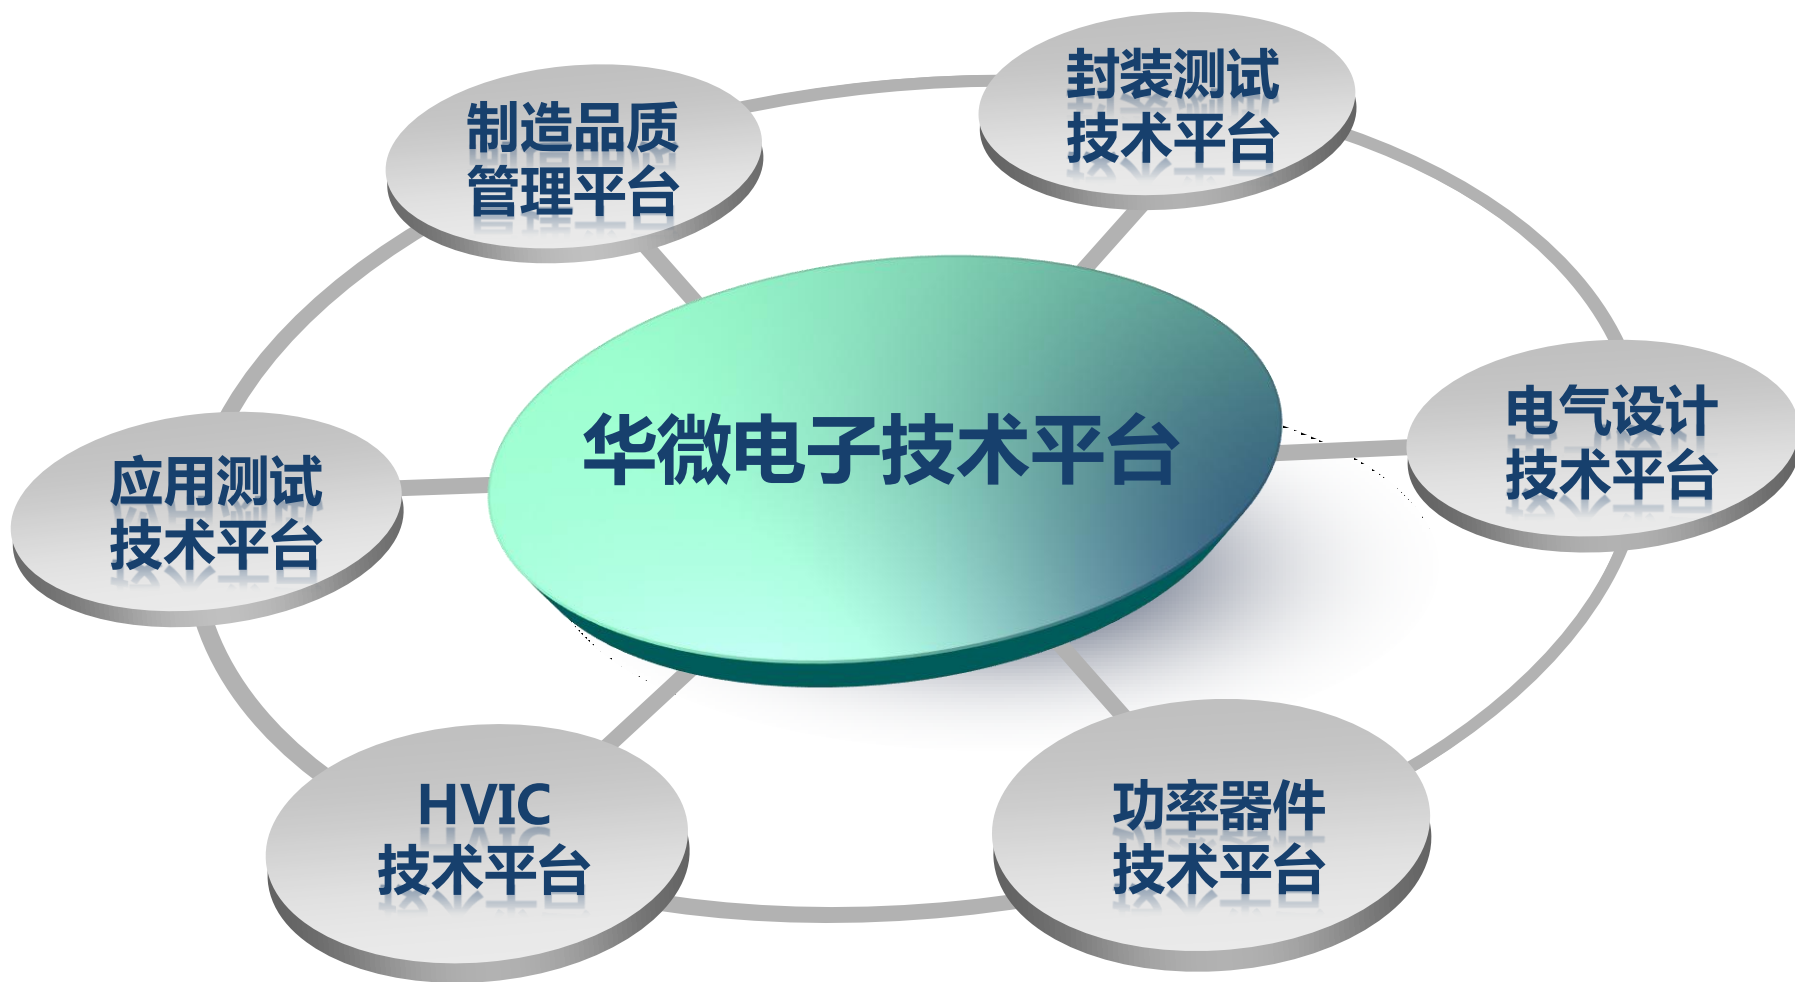 封装测试
技术平台
制造品质
管理平台
电气设计
技术平台
华微电子技术平台
应用测试
技术平台
HVIC
技术平台
功率器件
技术平台